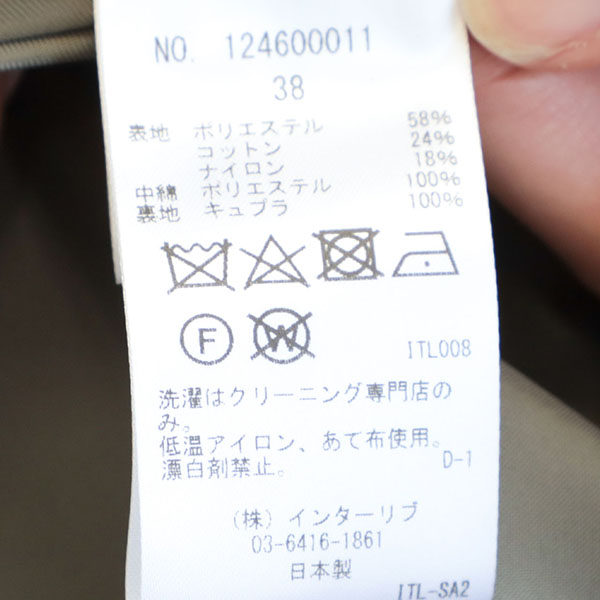 NO. 124600011
38
表地 ポリエステル 58%
コットン 24%
ナイロン 18%
中綿 ポリエステル 100%
裏地 キュプラ 100%
F W
ITL008
洗濯はクリーニング専門店の
み。
低温アイロン、あて布使用。
漂白剤禁止。
D-1
(株)インターリブ
03-6416-1861
日本製
ITL-SA2